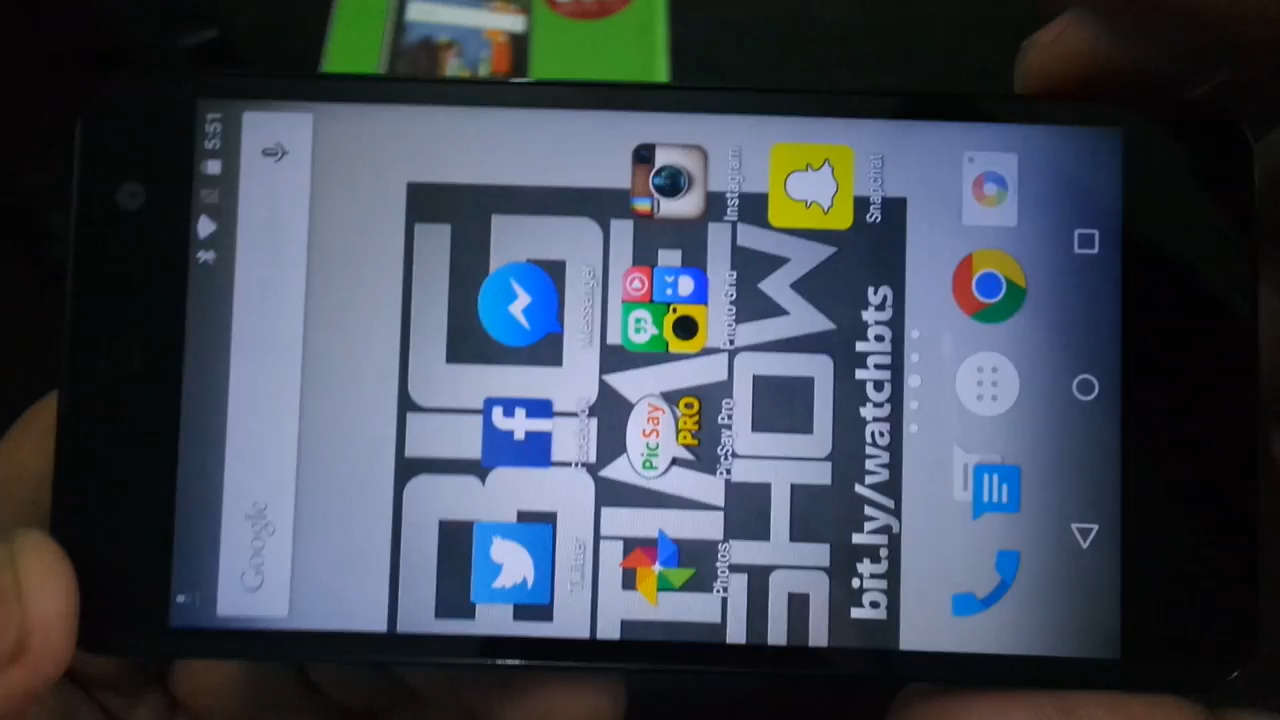 5:51
Google
BIG
TIME
SHOW
bit.ly/watchbts
Twitter
Facebook
Messenger
Photos
PicSay
PRO
PicSay Pro
Photo Grid
Instagram
Snapchat